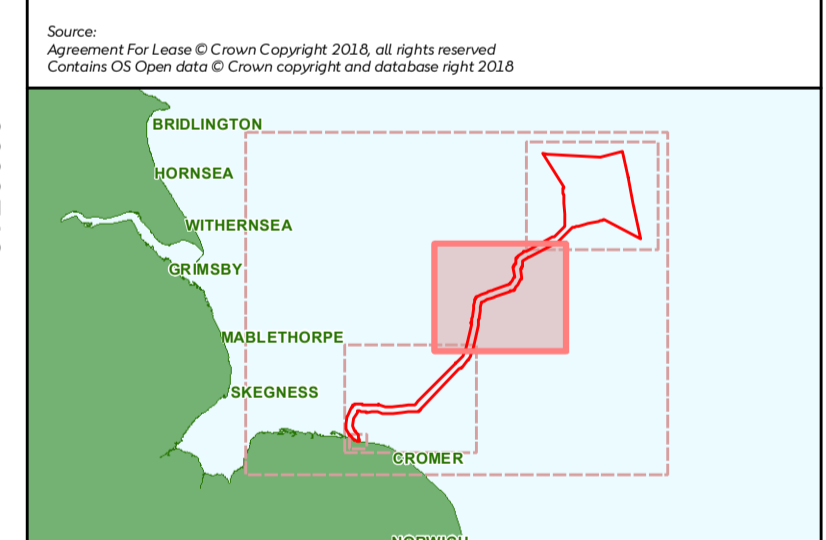 Source:
Agreement For Lease © Crown Copyright 2018, all rights reserved
Contains OS Open data © Crown copyright and database right 2018
BRIDLINGTON
HORNSEA
WITHERNSEA
GRIMSBY
MABLETHORPE
SKEGNESS
CROMER
NORWICH